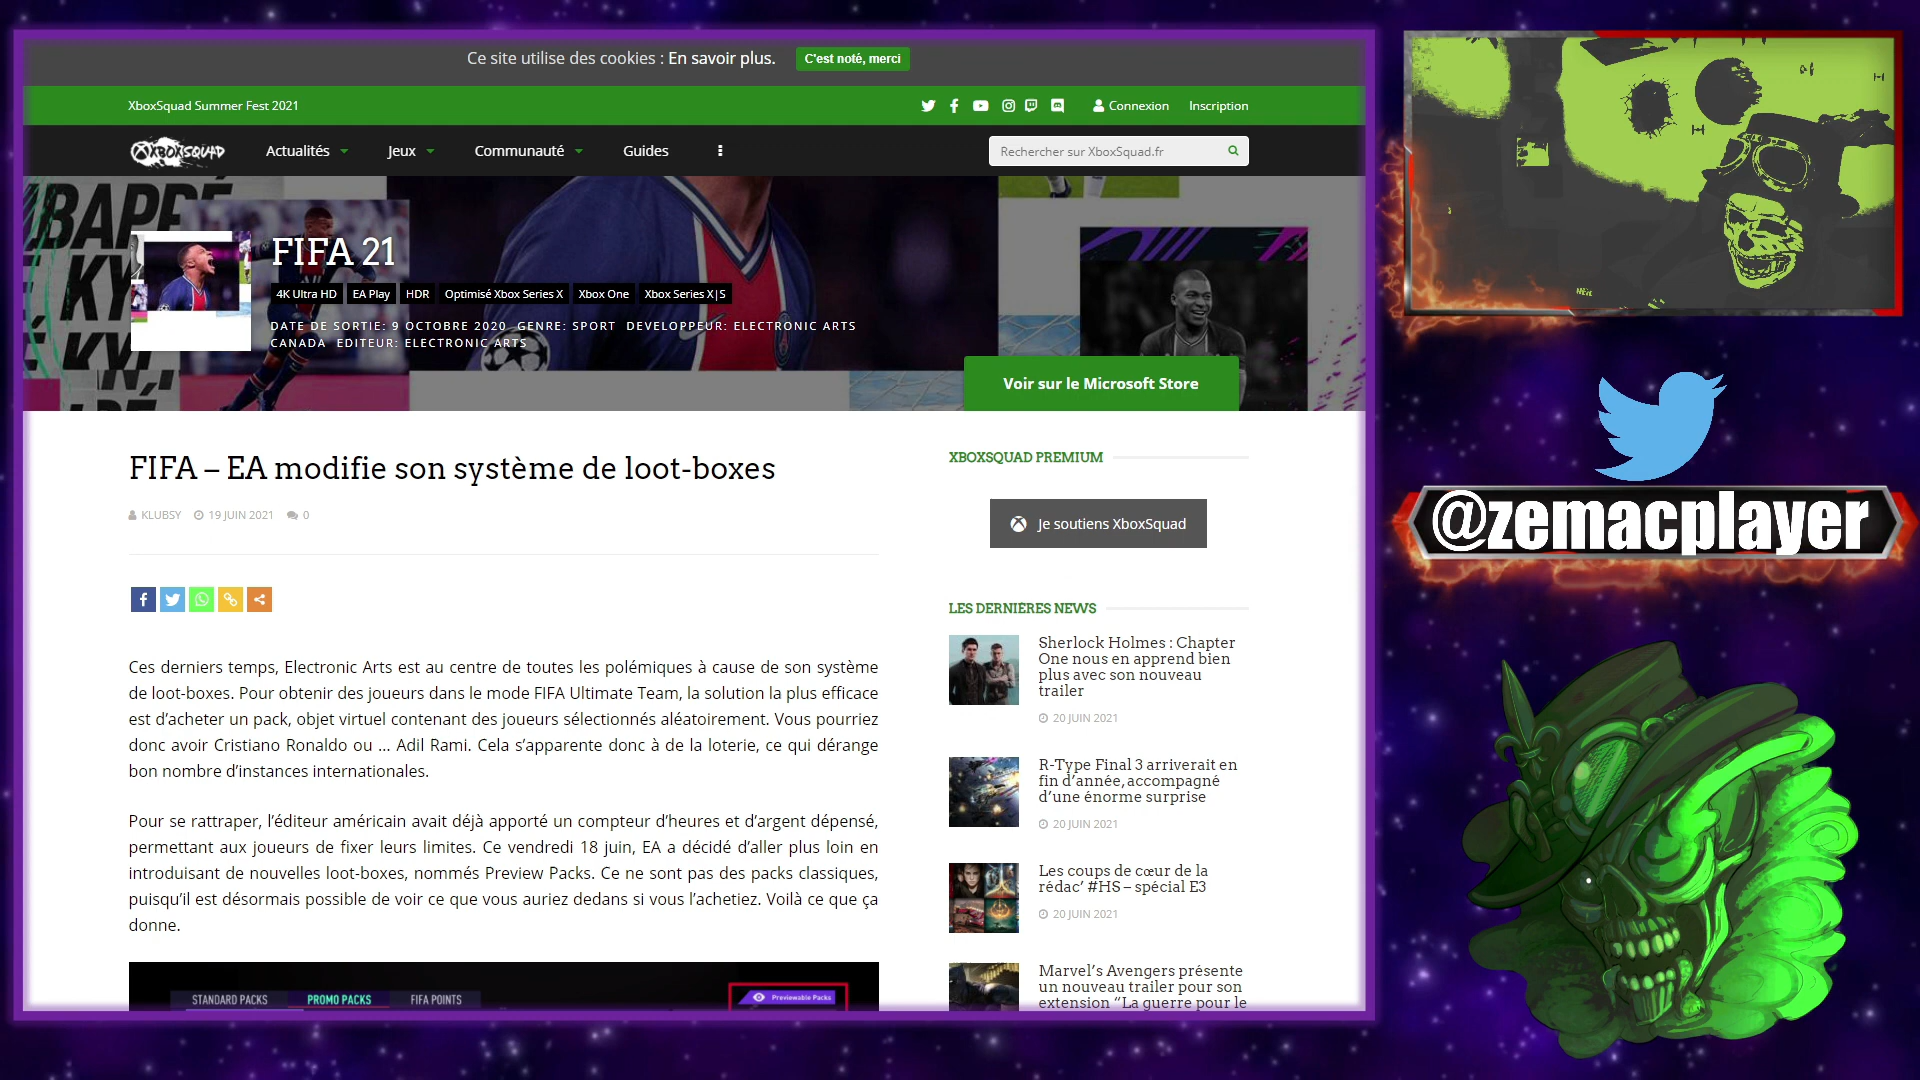 Ce site utilise des cookies : En savoir plus. C'est noté, merci
XboxSquad Summer Fest 2021 Connexion Inscription
XBOXSQUAD Actualités Jeux Communauté Guides Rechercher sur XboxSquad.fr
BAPPÉ
FIFA 21
4K Ultra HD EA Play HDR Optimisé Xbox Series X Xbox One Xbox Series X|S
DATE DE SORTIE: 9 OCTOBRE 2020 GENRE: SPORT DEVELOPPEUR: ELECTRONIC ARTS
CANADA EDITEUR: ELECTRONIC ARTS
Voir sur le Microsoft Store
FIFA – EA modifie son système de loot-boxes
KLUBSY 19 JUIN 2021 0
Ces derniers temps, Electronic Arts est au centre de toutes les polémiques à cause de son système
de loot-boxes. Pour obtenir des joueurs dans le mode FIFA Ultimate Team, la solution la plus efficace
est d’acheter un pack, objet virtuel contenant des joueurs sélectionnés aléatoirement. Vous pourriez
donc avoir Cristiano Ronaldo ou … Adil Rami. Cela s’apparente donc à de la loterie, ce qui dérange
bon nombre d’instances internationales.
Pour se rattraper, l’éditeur américain avait déjà apporté un compteur d’heures et d’argent dépensé,
permettant aux joueurs de fixer leurs limites. Ce vendredi 18 juin, EA a décidé d’aller plus loin en
introduisant de nouvelles loot-boxes, nommés Preview Packs. Ce ne sont pas des packs classiques,
puisqu’il est désormais possible de voir ce que vous auriez dedans si vous l’achetiez. Voilà ce que ça
donne.
STANDARD PACKS PROMO PACKS FIFA POINTS Previewable Packs
XBOXSQUAD PREMIUM
Je soutiens XboxSquad
LES DERNIÈRES NEWS
Sherlock Holmes : Chapter
One nous en apprend bien
plus avec son nouveau
trailer
20 JUIN 2021
R-Type Final 3 arriverait en
fin d’année, accompagné
d’une énorme surprise
20 JUIN 2021
Les coups de cœur de la
rédac’ #HS – spécial E3
20 JUIN 2021
Marvel’s Avengers présente
un nouveau trailer pour son
extension “La guerre pour le
@zemacplayer